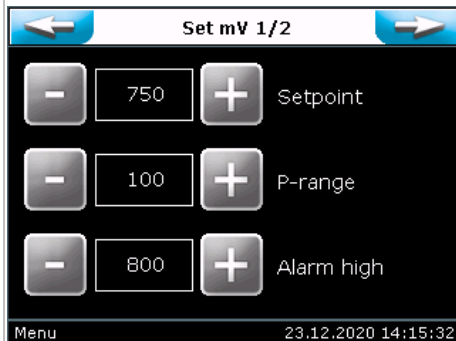 Set mV 1/2
- 750 + Setpoint
- 100 + P-range
- 800 + Alarm high
Menu 23.12.2020 14:15:32